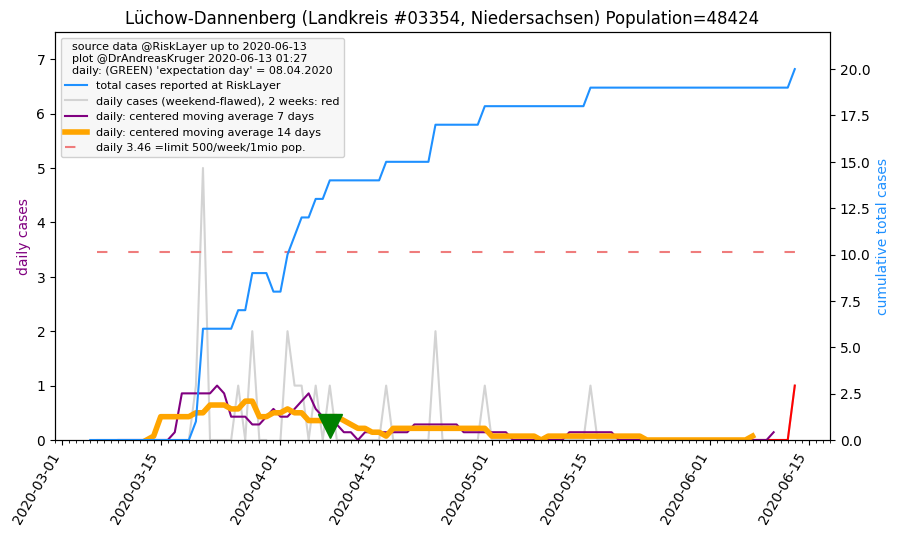 Lüchow-Dannenberg (Landkreis #03354, Niedersachsen) Population=48424
source data @RiskLayer up to 2020-06-13
plot @DrAndreasKruger 2020-06-13 01:27
daily: (GREEN) 'expectation day' = 08.04.2020
total cases reported at RiskLayer
daily cases (weekend-flawed), 2 weeks: red
daily: centered moving average 7 days
daily: centered moving average 14 days
daily 3.46 =limit 500/week/1mio pop.
daily cases
7
6
5
4
3
2
1
0
cumulative total cases
20.0
17.5
15.0
12.5
10.0
7.5
5.0
2.5
0.0
2020-03-01
2020-03-15
2020-04-01
2020-04-15
2020-05-01
2020-05-15
2020-06-01
2020-06-15